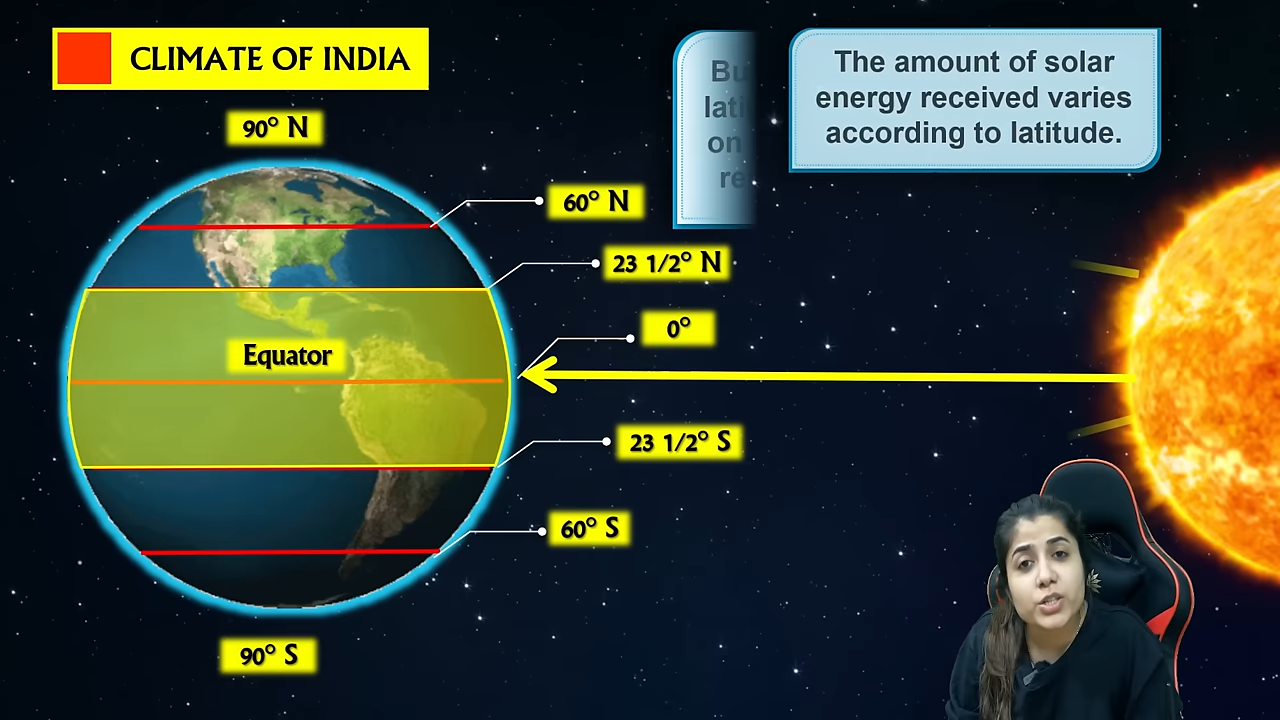 CLIMATE OF INDIA
The amount of solar
energy received varies
according to latitude.
on
90° N
60° N
23 1/2° N
0°
Equator
23 1/2° S
60° S
90° S